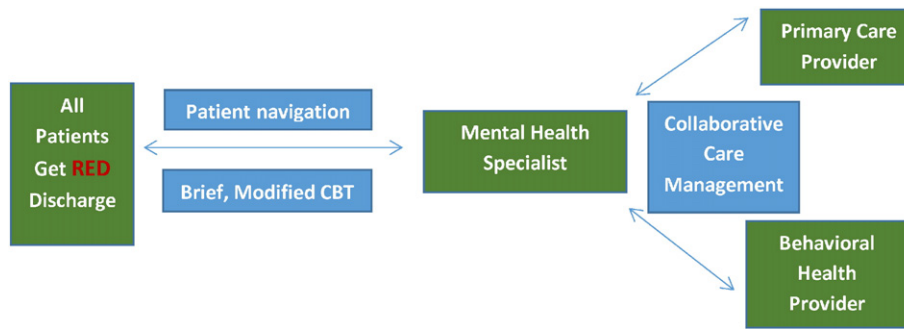 All
Patients
Get RED
Discharge
Patient navigation
Brief, Modified CBT
Mental Health
Specialist
Primary Care
Provider
Collaborative
Care
Management
Behavioral
Health
Provider